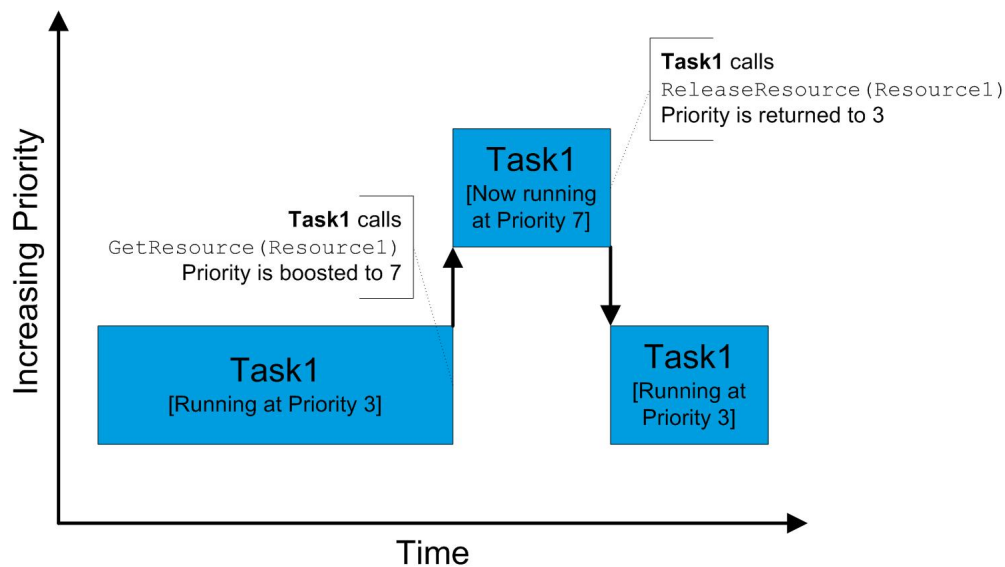 Task1 calls
ReleaseResource(Resource1)
Priority is returned to 3
Task1
[Now running
at Priority 7]
Task1 calls
GetResource(Resource1)
Priority is boosted to 7
Increasing Priority
Task1
[Running at Priority 3]
Task1
[Running at
Priority 3]
Time